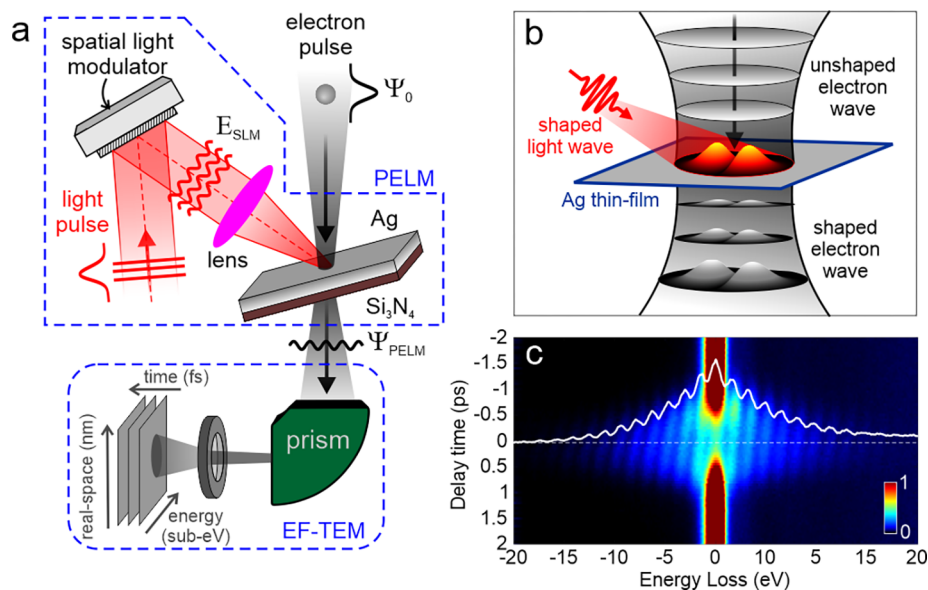 a
spatial light
modulator
electron
pulse
Ψ₀
E_SLM
PELM
light
pulse
lens
Ag
Si₃N₄
Ψ_PELM
time (fs)
real-space (nm)
energy
(sub-eV)
prism
EF-TEM
b
unshaped
electron
wave
shaped
light wave
Ag thin-film
shaped
electron
wave
c
Delay time (ps)
-2
-1.5
-1
-0.5
0
0.5
1
1.5
2
1
0
-20 -15 -10 -5 0 5 10 5 20
Energy Loss (eV)